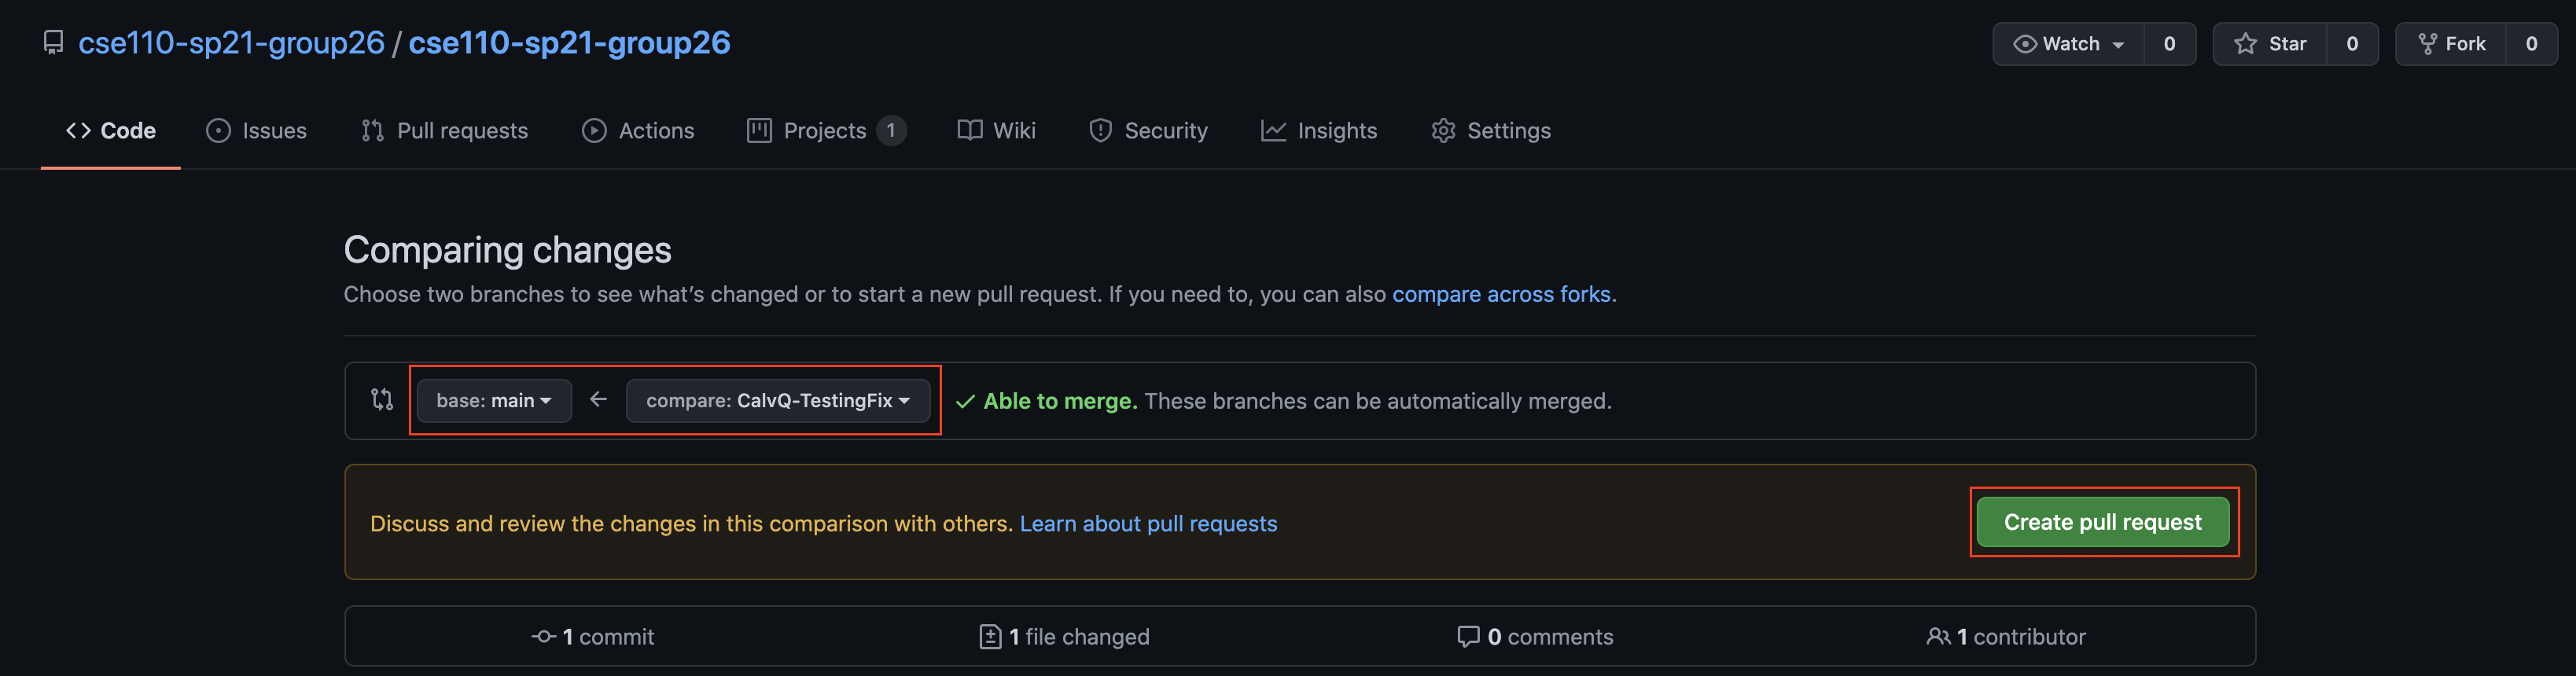 cse110-sp21-group26 / cse110-sp21-group26
Watch 0 Star 0 Fork 0
Code Issues Pull requests Actions Projects 1 Wiki Security Insights Settings
Comparing changes
Choose two branches to see what’s changed or to start a new pull request. If you need to, you can also compare across forks.
base: main compare: CalvQ-TestingFix Able to merge. These branches can be automatically merged.
Discuss and review the changes in this comparison with others. Learn about pull requests Create pull request
1 commit 1 file changed 0 comments 1 contributor